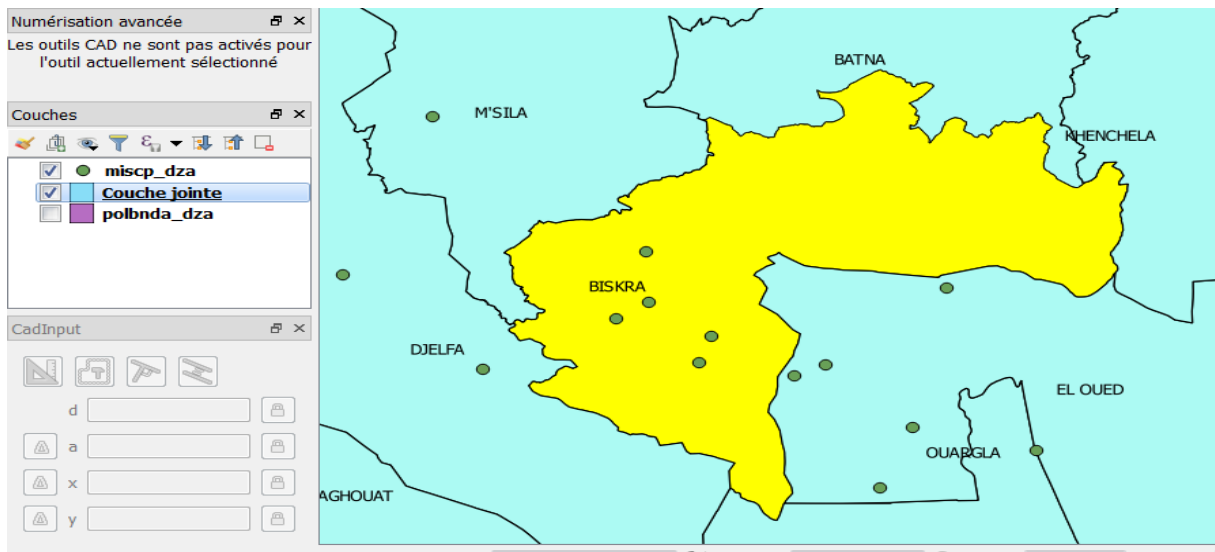 Numérisation avancée
Les outils CAD ne sont pas activés pour
l'outil actuellement sélectionné
Couches
miscp_dza
Couche jointe
polbnda_dza
CadInput
d
a
x
y
BATNA
M'SILA
KHENCHELA
BISKRA
DJELFA
EL OUED
OUARGLA
AGHOUAT